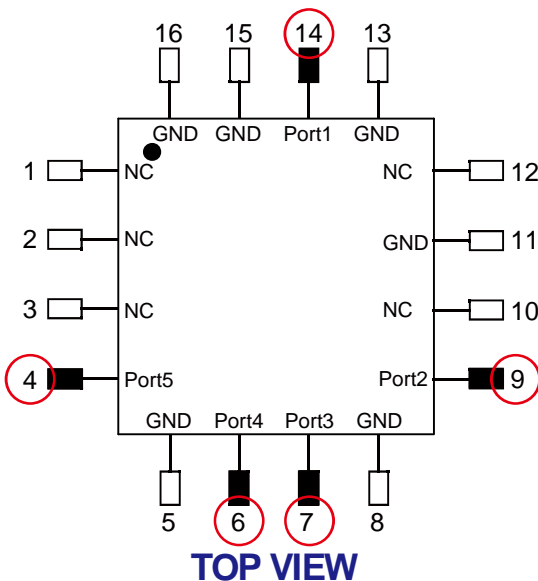 16 15 14 13
GND GND Port1 GND
1 NC NC 12
2 NC GND 11
3 NC NC 10
4 Port5 Port2 9
GND Port4 Port3 GND
5 6 7 8
TOP VIEW